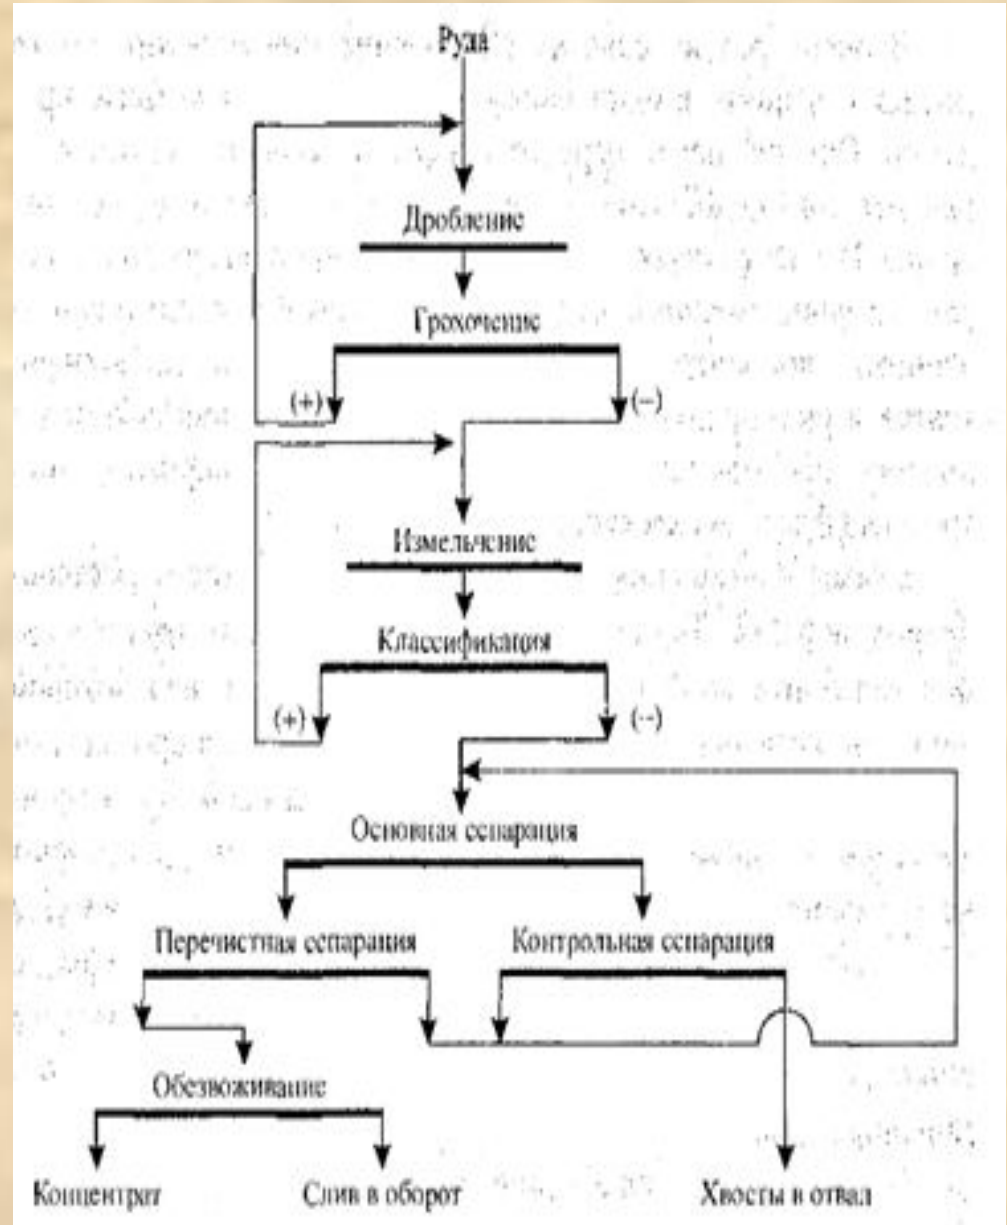 Руда
Дробление
Грохочение
(+) (−)
Измельчение
Классификация
(+) (−)
Основная сепарация
Перечистная сепарация Контрольная сепарация
Обезвоживание
Концентрат Слив в оборот Хвосты в отвал